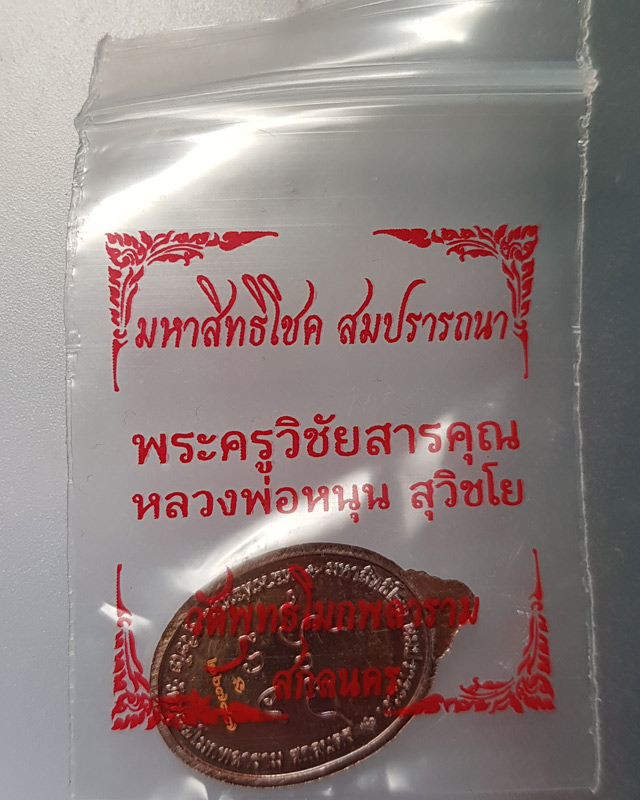 มหาสิทธิโชค สมปรารถนา
พระครูวิชัยสารคุณ
หลวงพ่อหนุน สุวิชโย
วัดพุทธโมกพลาราม
สกลนคร